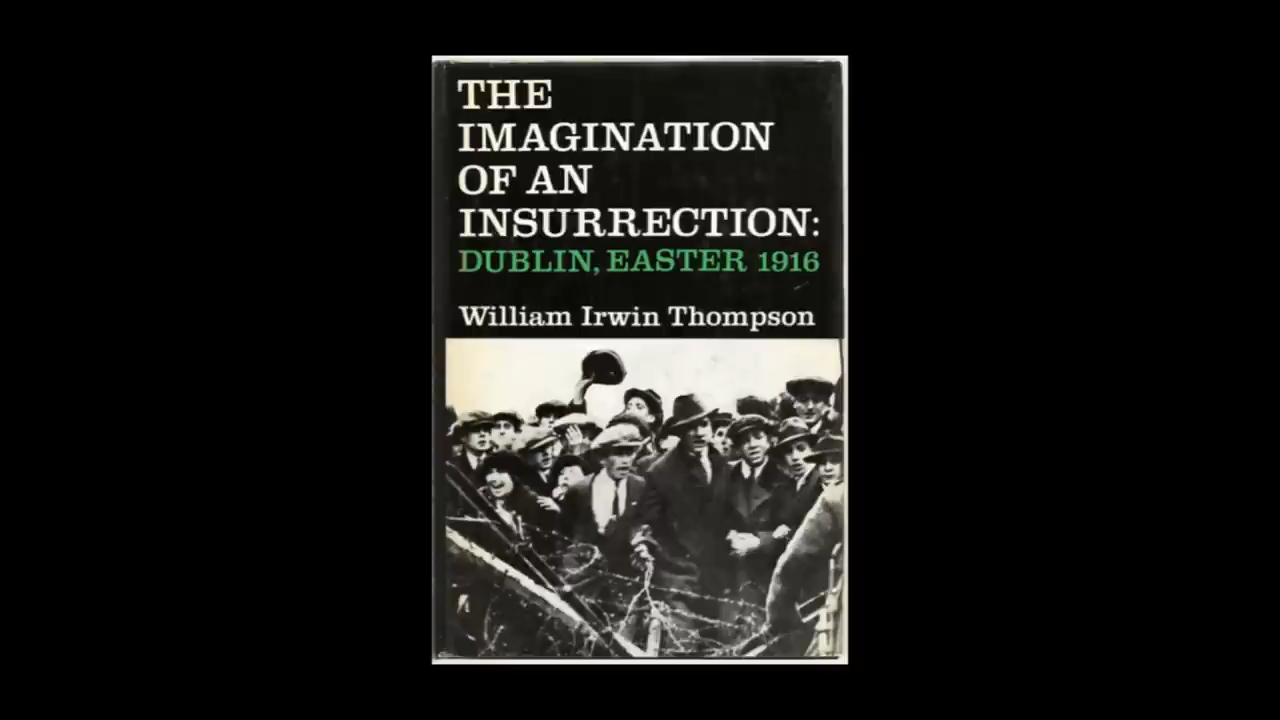 THE
IMAGINATION
OF AN
INSURRECTION:
DUBLIN, EASTER 1916
William Irwin Thompson